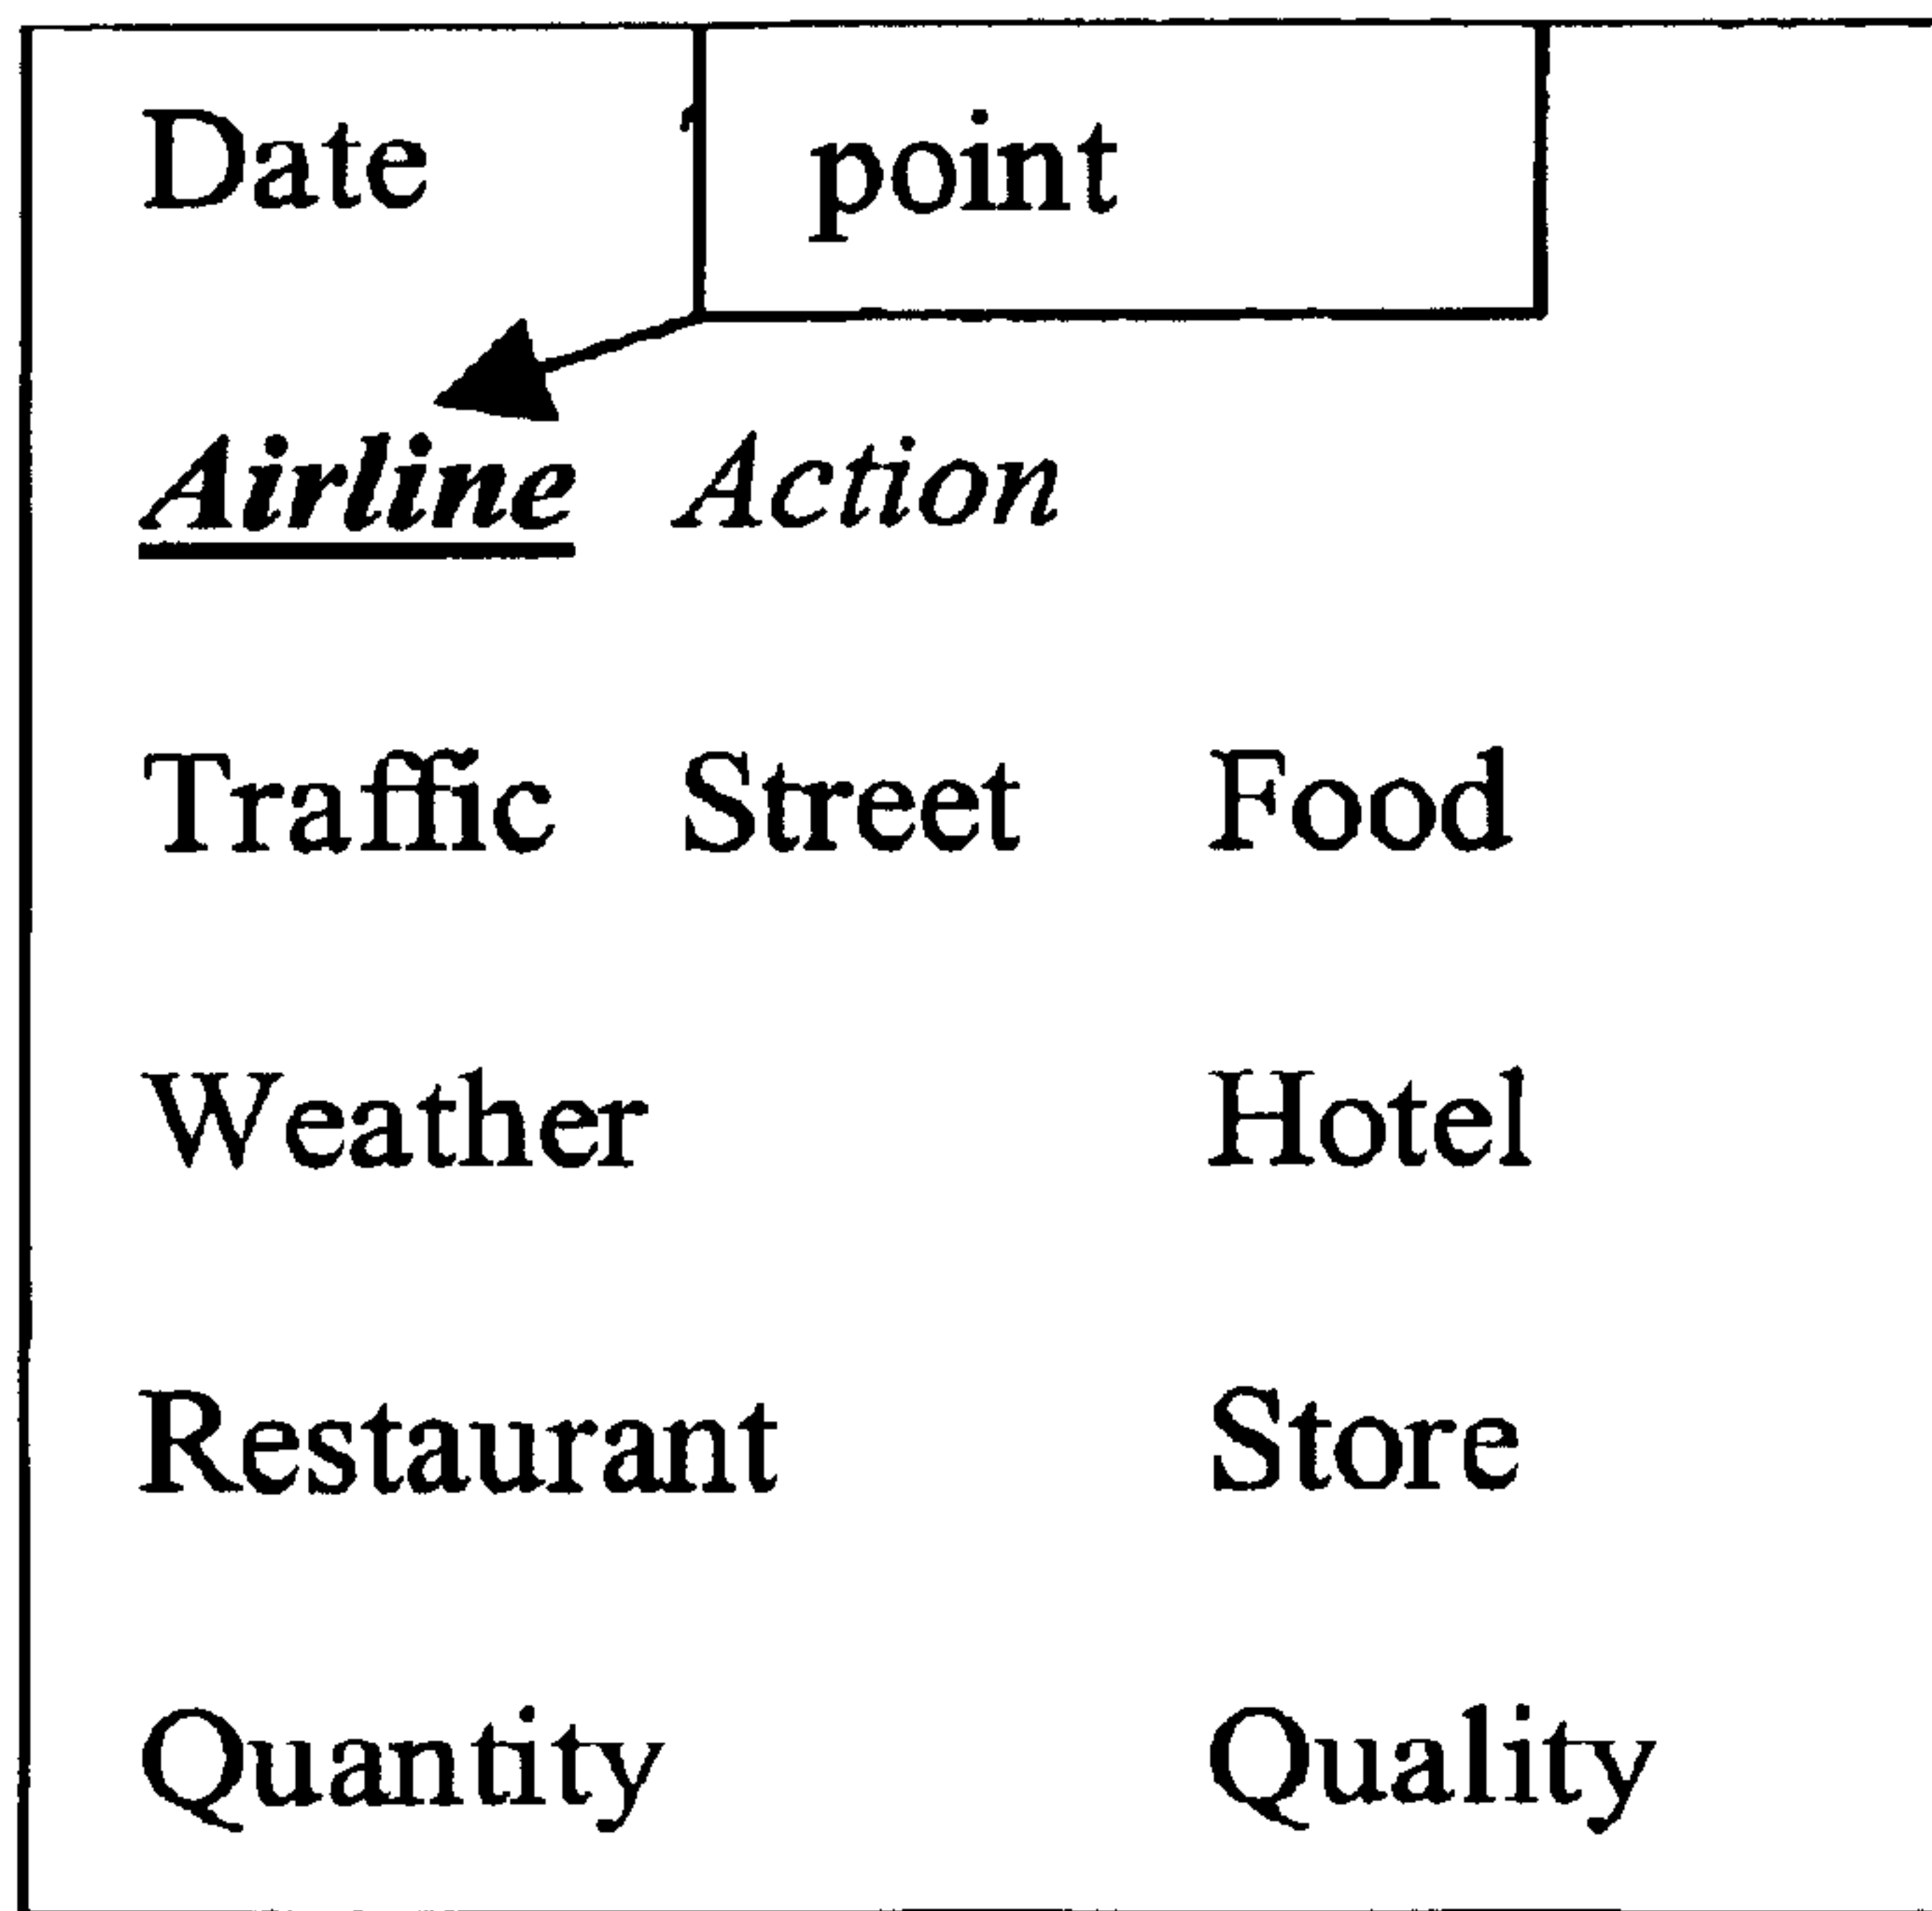 Date point
Airline Action
Traffic Street Food
Weather Hotel
Restaurant Store
Quantity Quality